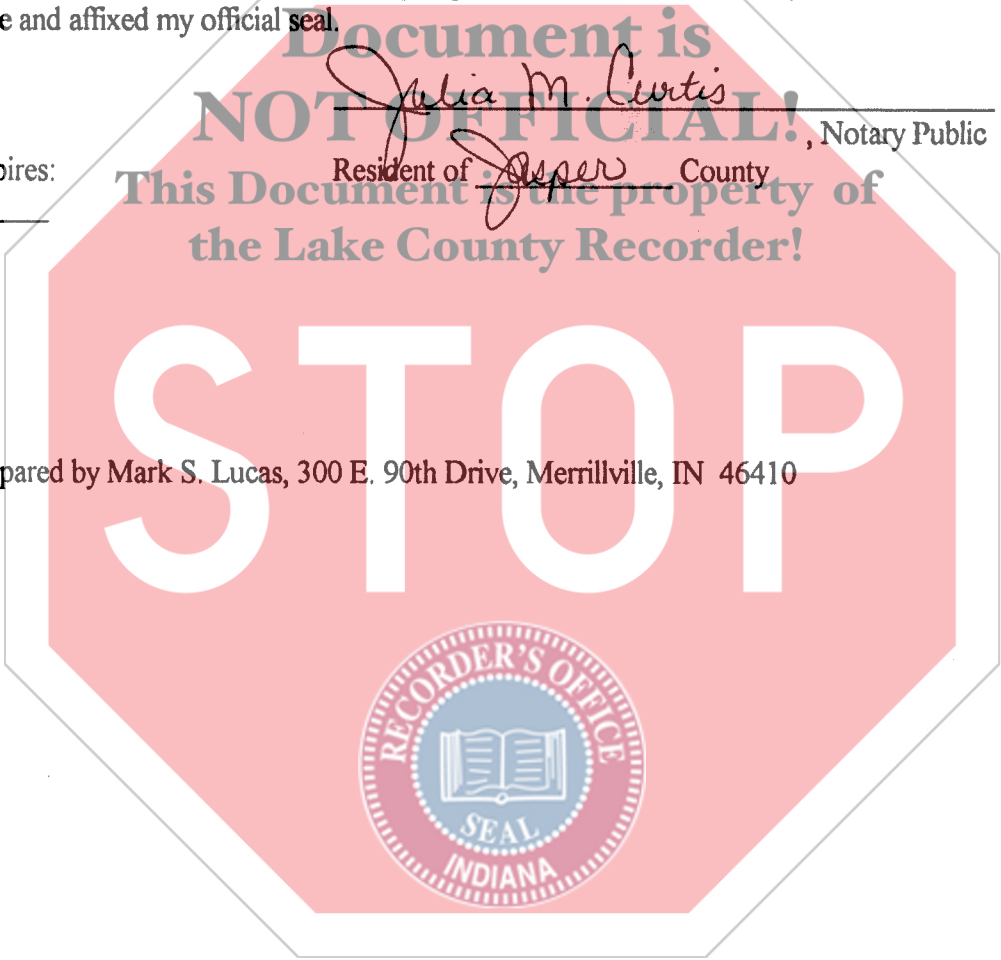 e and affixed my official seal.
Document is
Julia M. Curtis
NOT OFFICIAL!
, Notary Public
pires:
Resident of Jasper County
This Document is the property of
the Lake County Recorder!
STOP
pared by Mark S. Lucas, 300 E. 90th Drive, Merrillville, IN 46410
RECORDER'S OFFICE
SEAL
INDIANA